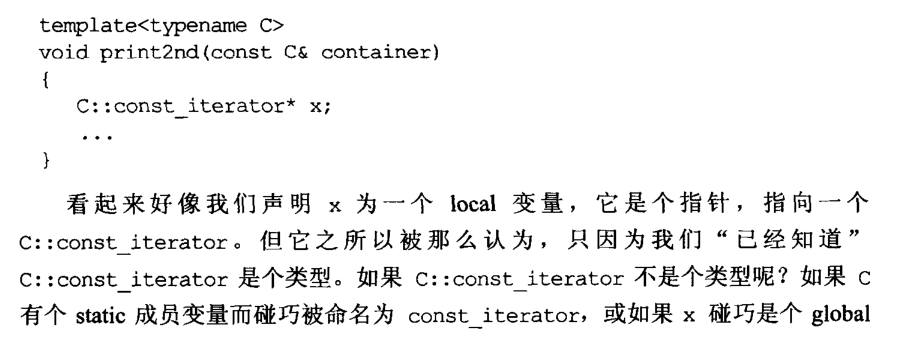 template<typename C>
void print2nd(const C& container)
{
C::const_iterator* x;
...
}
看起来好像我们声明 x 为一个 local 变量，它是个指针，指向一个
C::const_iterator。但它之所以被那么认为，只因为我们“已经知道”
C::const_iterator 是个类型。如果 C::const_iterator 不是个类型呢？如果 C
有个 static 成员变量而碰巧被命名为 const_iterator，或如果 x 碰巧是个 global